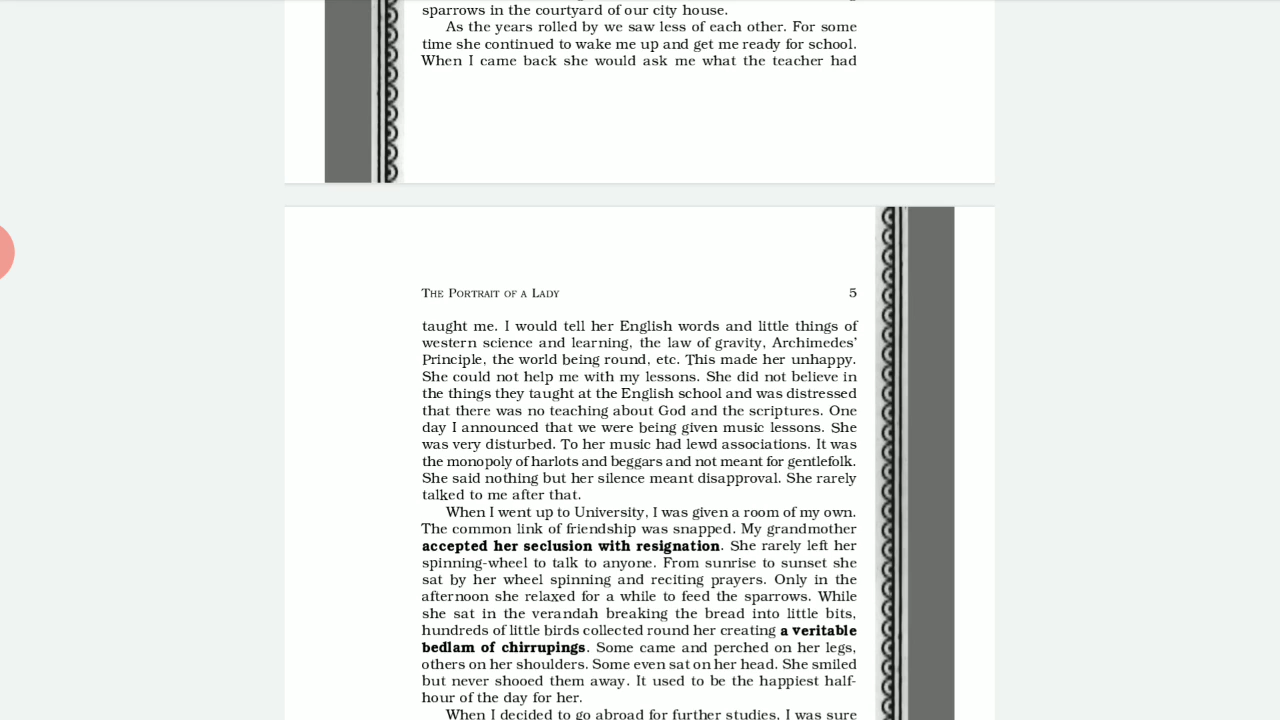 sparrows in the courtyard of our city house.
As the years rolled by we saw less of each other. For some
time she continued to wake me up and get me ready for school.
When I came back she would ask me what the teacher had
THE PORTRAIT OF A LADY 5
taught me. I would tell her English words and little things of
western science and learning, the law of gravity, Archimedes'
Principle, the world being round, etc. This made her unhappy.
She could not help me with my lessons. She did not believe in
the things they taught at the English school and was distressed
that there was no teaching about God and the scriptures. One
day I announced that we were being given music lessons. She
was very disturbed. To her music had lewd associations. It was
the monopoly of harlots and beggars and not meant for gentlefolk.
She said nothing but her silence meant disapproval. She rarely
talked to me after that.
When I went up to University, I was given a room of my own.
The common link of friendship was snapped. My grandmother
accepted her seclusion with resignation. She rarely left her
spinning-wheel to talk to anyone. From sunrise to sunset she
sat by her wheel spinning and reciting prayers. Only in the
afternoon she relaxed for a while to feed the sparrows. While
she sat in the verandah breaking the bread into little bits,
hundreds of little birds collected round her creating a veritable
bedlam of chirrupings. Some came and perched on her legs,
others on her shoulders. Some even sat on her head. She smiled
but never shooed them away. It used to be the happiest half-
hour of the day for her.
When I decided to go abroad for further studies, I was sure